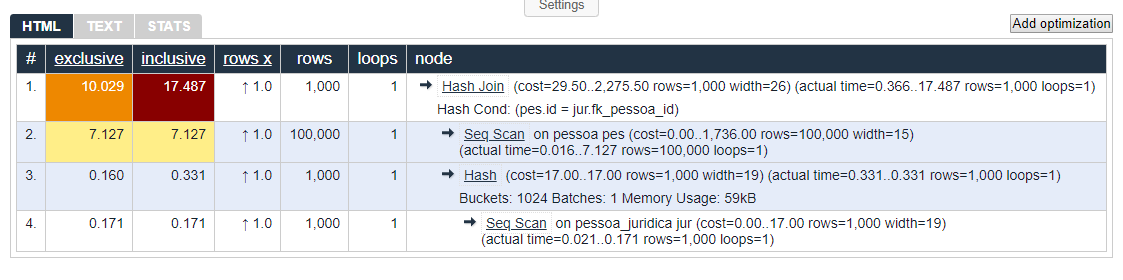 Settings
HTML TEXT STATS Add optimization
# exclusive inclusive rows x rows loops node
1. 10.029 17.487 ↑ 1.0 1,000 1 → Hash Join (cost=29.50..2,275.50 rows=1,000 width=26) (actual time=0.366..17.487 rows=1,000 loops=1)
Hash Cond: (pes.id = jur.fk_pessoa_id)
2. 7.127 7.127 ↑ 1.0 100,000 1 → Seq Scan on pessoa pes (cost=0.00..1,736.00 rows=100,000 width=15)
(actual time=0.016..7.127 rows=100,000 loops=1)
3. 0.160 0.331 ↑ 1.0 1,000 1 → Hash (cost=17.00..17.00 rows=1,000 width=19) (actual time=0.331..0.331 rows=1,000 loops=1)
Buckets: 1024 Batches: 1 Memory Usage: 59kB
4. 0.171 0.171 ↑ 1.0 1,000 1 → Seq Scan on pessoa_juridica jur (cost=0.00..17.00 rows=1,000 width=19)
(actual time=0.021..0.171 rows=1,000 loops=1)